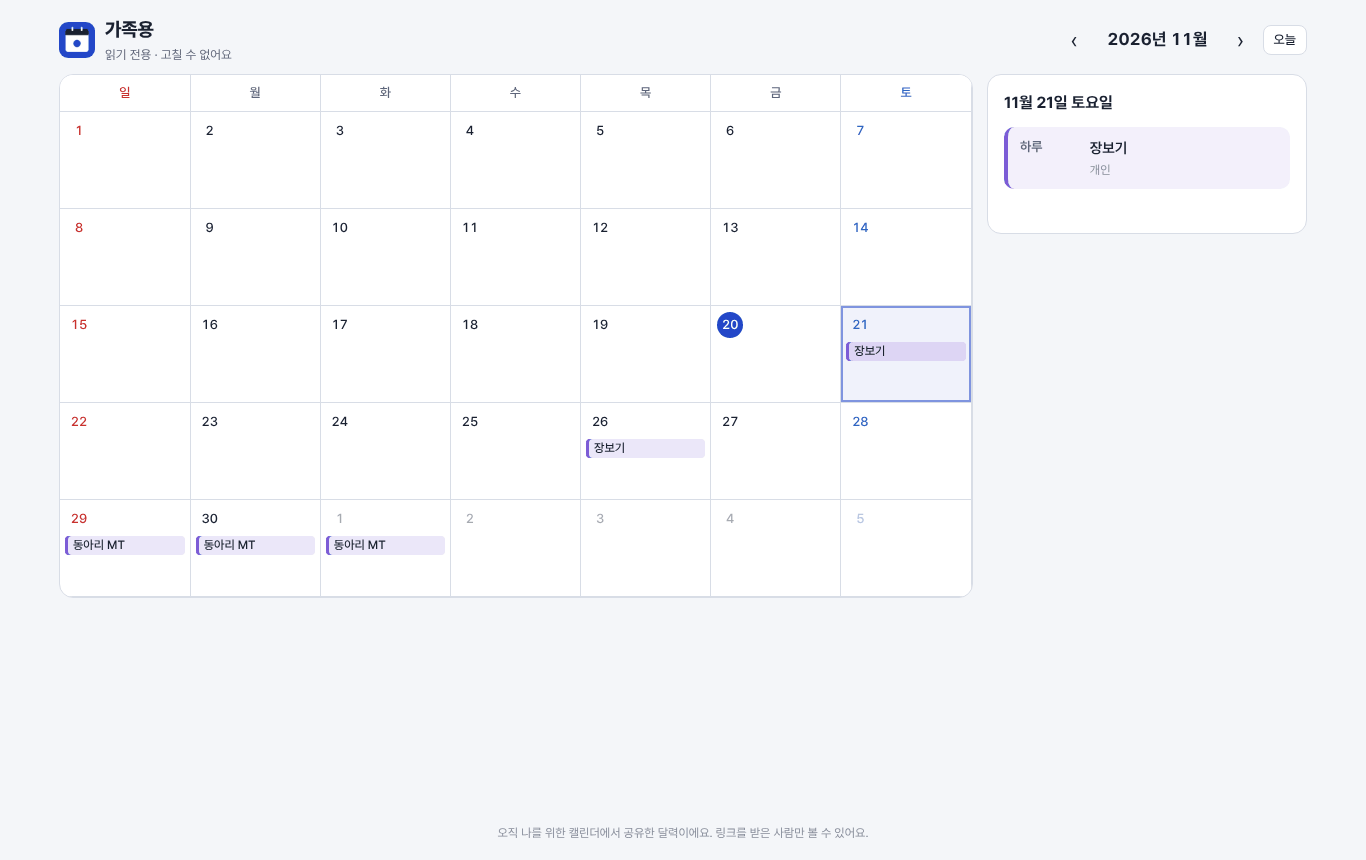 가족용
읽기 전용 · 고칠 수 없어요
‹ 2026년 11월 › 오늘
일 월 화 수 목 금 토
1 2 3 4 5 6 7
8 9 10 11 12 13 14
15 16 17 18 19 20 21
장보기
22 23 24 25 26 27 28
장보기
29 30 1 2 3 4 5
동아리 MT 동아리 MT 동아리 MT
11월 21일 토요일
하루 장보기
개인
오직 나를 위한 캘린더에서 공유한 달력이에요. 링크를 받은 사람만 볼 수 있어요.